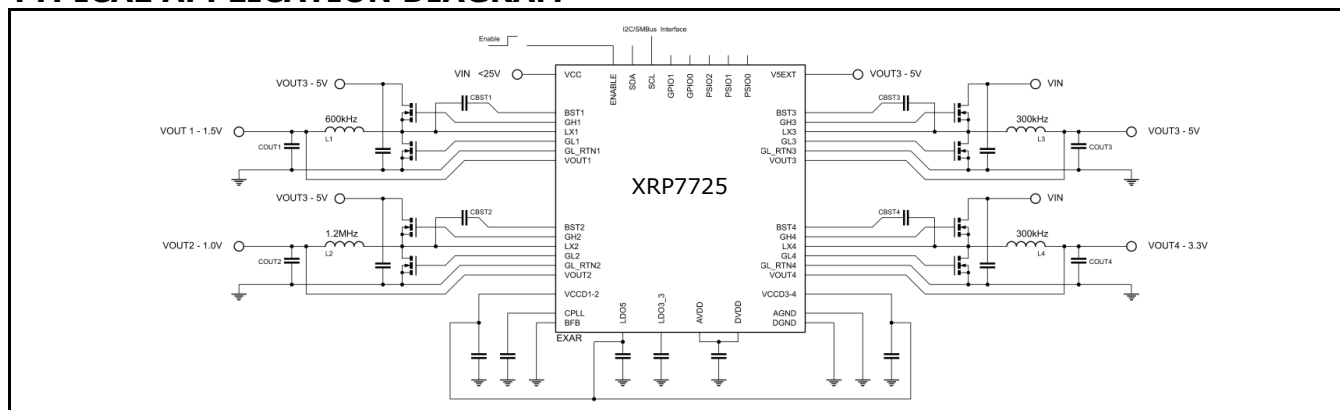 I2C/SMBus Interface
Enable
VIN <25V
VCC
ENABLE
SDA
SCL
GPIO1
GPIO0
PSIO2
PSIO1
PSIO0
V5EXT
VOUT3 - 5V
VOUT3 - 5V
CBST1
BST1
GH1
LX1
GL1
GL_RTN1
VOUT1
600kHz
L1
VOUT 1 - 1.5V
COUT1
BST3
GH3
LX3
GL3
GL_RTN3
VOUT3
CBST3
VIN
300kHz
L3
VOUT3 - 5V
COUT3
XRP7725
VOUT3 - 5V
CBST2
BST2
GH2
LX2
GL2
GL_RTN2
VOUT2
1.2MHz
L2
VOUT2 - 1.0V
COUT2
BST4
GH4
LX4
GL4
GL_RTN4
VOUT4
CBST4
VIN
300kHz
L4
VOUT4 - 3.3V
COUT4
VCCD1-2
CPLL
BFB
LDO5
LDO3_3
AVDD
DVDD
VCCD3-4
AGND
DGND
EXAR